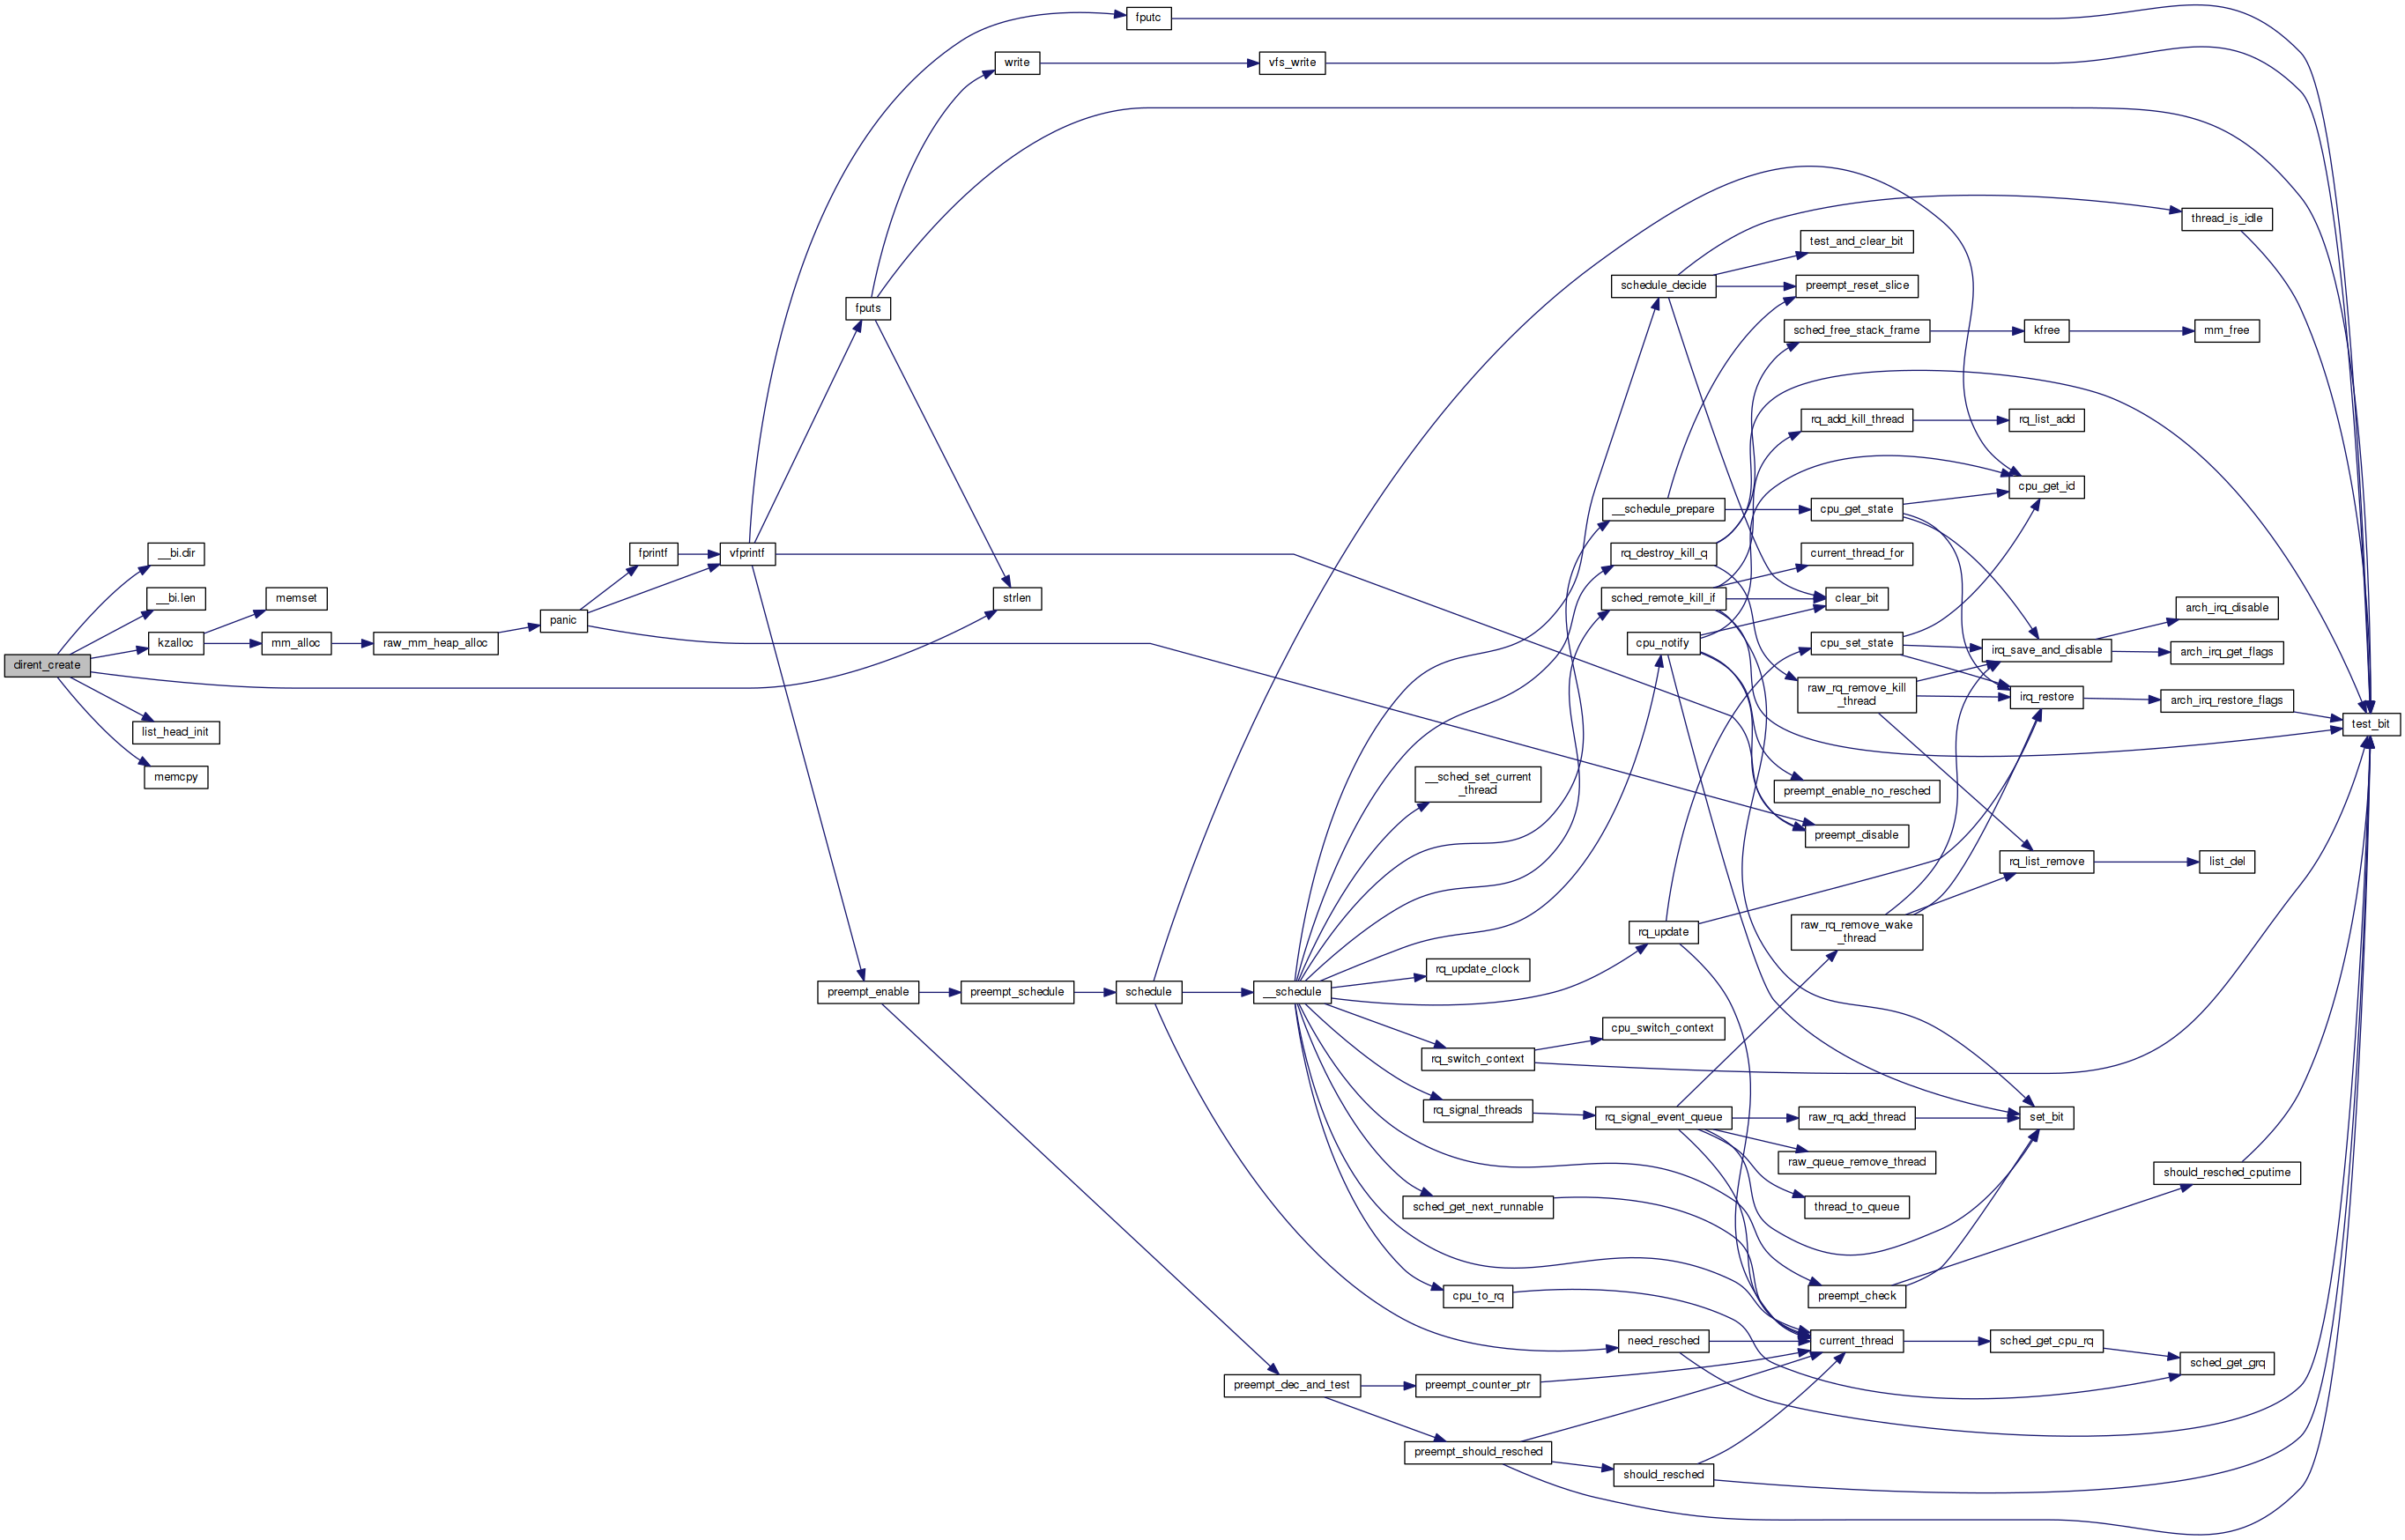 fputc
write
vfs_write
thread_is_idle
test_and_clear_bit
schedule_decide
preempt_reset_slice
fputs
sched_free_stack_frame
kfree
mm_free
rq_add_kill_thread
rq_list_add
cpu_get_id
__schedule_prepare
cpu_get_state
__bi.dir
fprintf
vfprintf
rq_destroy_kill_q
current_thread_for
__bi.len
memset
strlen
sched_remote_kill_if
clear_bit
arch_irq_disable
panic
kzalloc
mm_alloc
raw_mm_heap_alloc
cpu_notify
cpu_set_state
irq_save_and_disable
arch_irq_get_flags
dirent_create
raw_rq_remove_kill
_thread
irq_restore
arch_irq_restore_flags
list_head_init
test_bit
memcpy
__sched_set_current
_thread
preempt_enable_no_resched
preempt_disable
rq_list_remove
list_del
rq_update
raw_rq_remove_wake
_thread
rq_update_clock
preempt_enable
preempt_schedule
schedule
__schedule
cpu_switch_context
rq_switch_context
rq_signal_threads
rq_signal_event_queue
raw_rq_add_thread
set_bit
raw_queue_remove_thread
should_resched_cputime
sched_get_next_runnable
thread_to_queue
cpu_to_rq
preempt_check
need_resched
current_thread
sched_get_cpu_rq
sched_get_grq
preempt_dec_and_test
preempt_counter_ptr
preempt_should_resched
should_resched